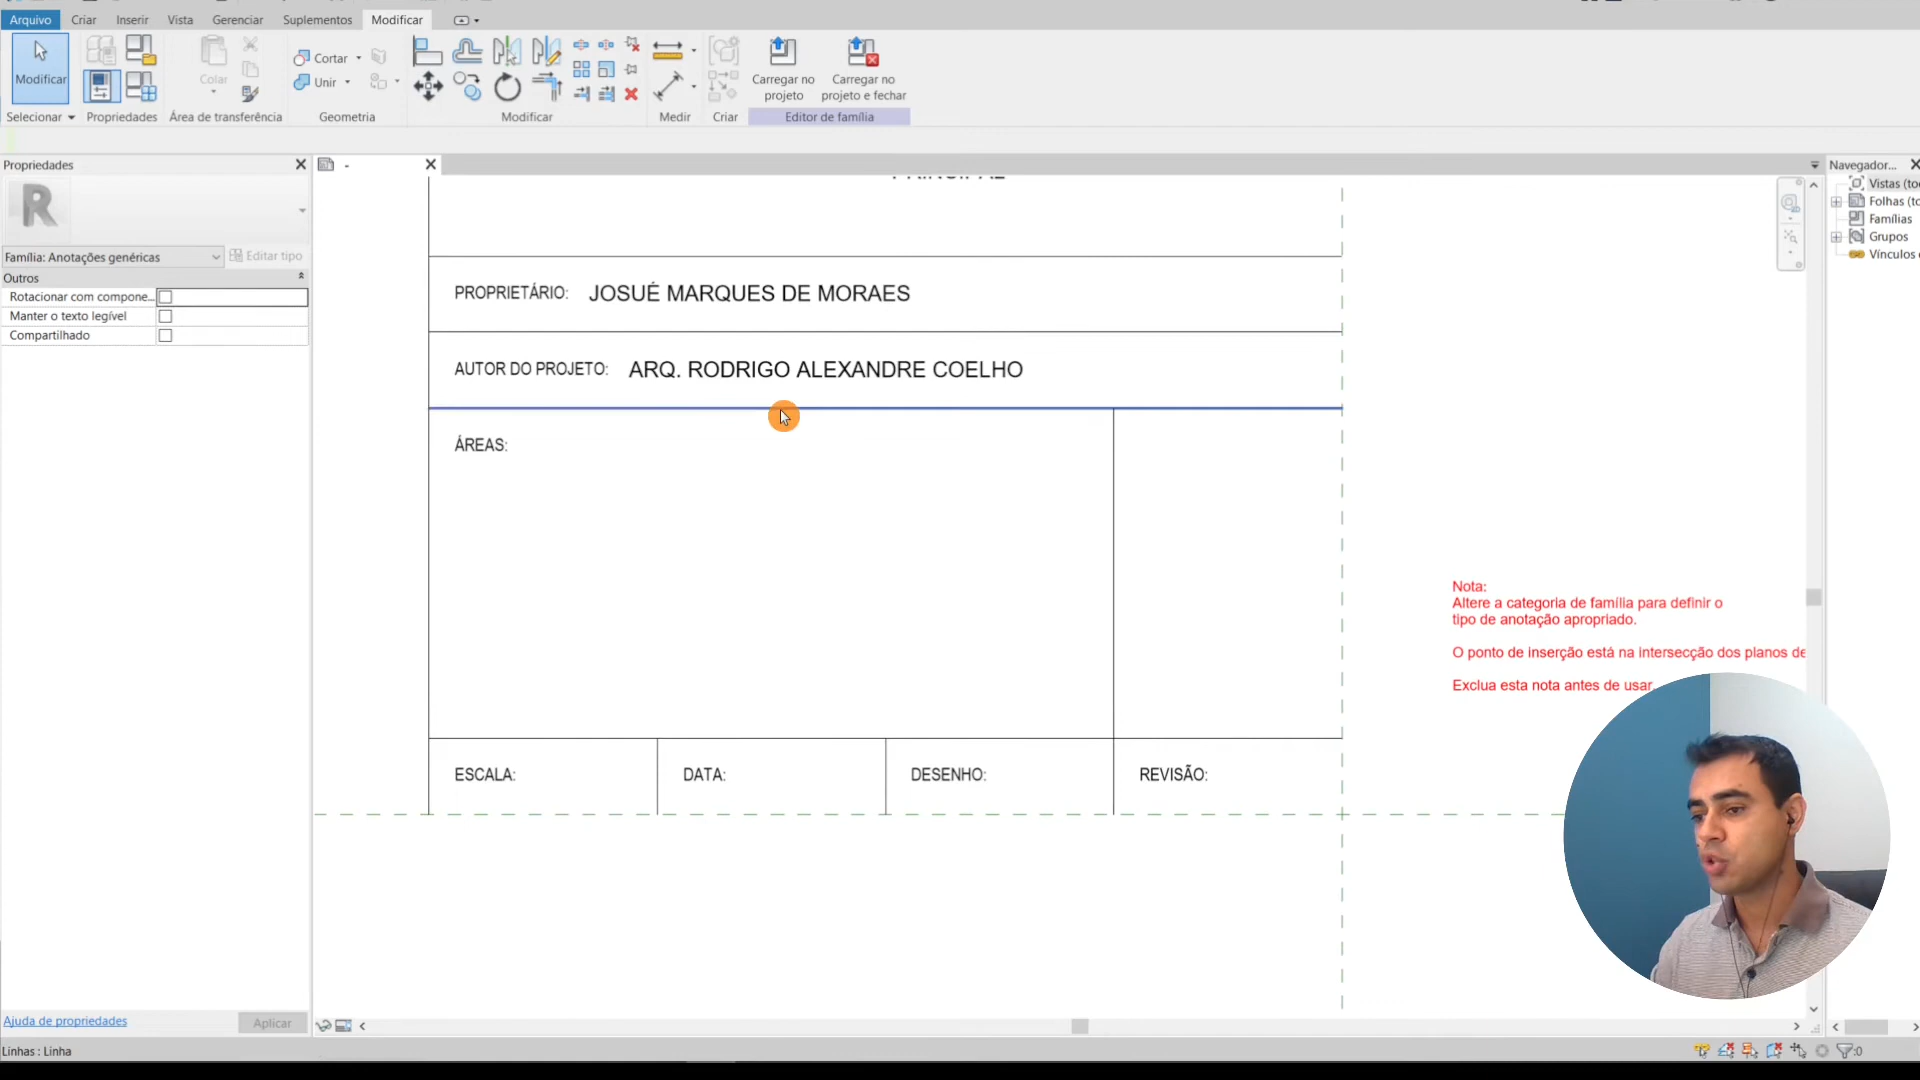 Arquivo Criar Inserir Vista Gerenciar Suplementos Modificar
Modificar
Colar
Cortar
Unir
Carregar no projeto
Carregar no projeto e fechar
Selecionar Propriedades Área de transferência Geometria Modificar Medir Criar Editor de família
Propriedades
-
Navegador...
R
Família: Anotações genéricas
Editar tipo
Outros
Rotacionar com compone...
Manter o texto legível
Compartilhado
Vistas (to
Folhas (to
Famílias
Grupos
Vínculos
PROPRIETÁRIO: JOSUÉ MARQUES DE MORAES
AUTOR DO PROJETO: ARQ. RODRIGO ALEXANDRE COELHO
ÁREAS:
Nota:
Altere a categoria de família para definir o
tipo de anotação apropriado.
O ponto de inserção está na intersecção dos planos de
Exclua esta nota antes de usar.
ESCALA: DATA: DESENHO: REVISÃO:
Ajuda de propriedades
Aplicar
Linhas : Linha
:0